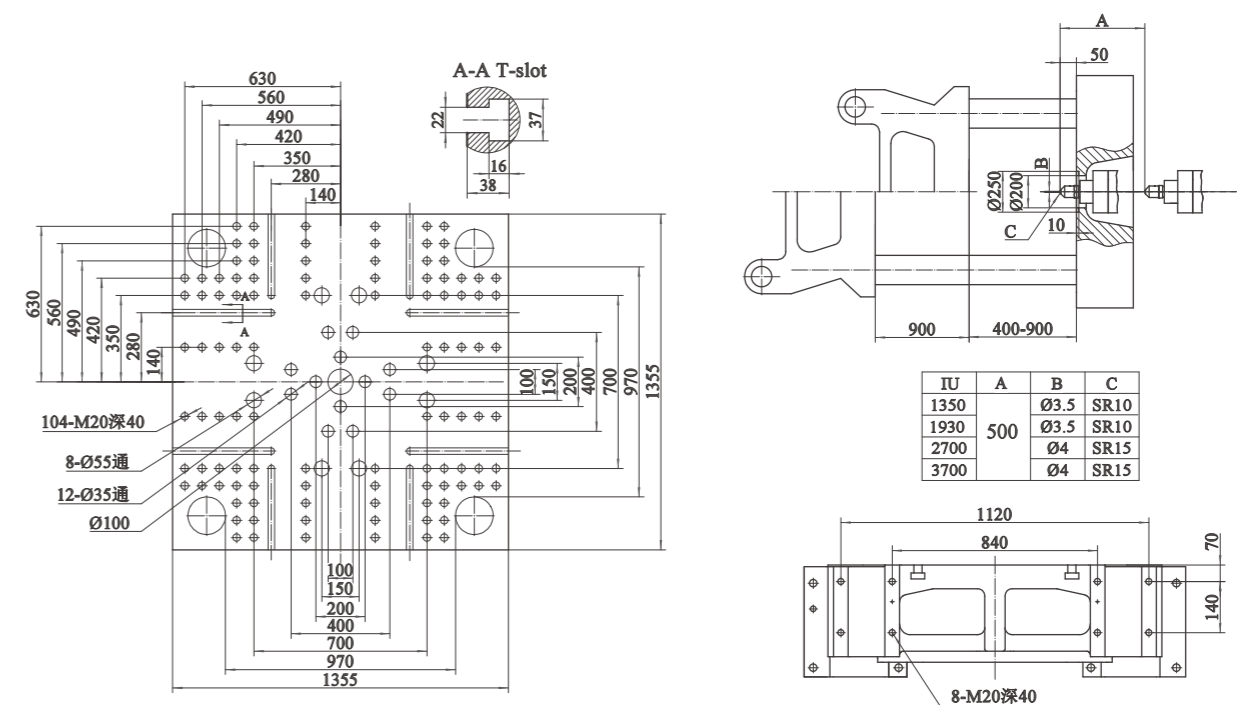 630
560
490
420
350
280
140
A-A T-slot
22
37
16
38
630
560
490
420
350
280
140
A
A
100
150
200
400
700
970
1355
104-M20深40
8-Ø55通
12-Ø35通
Ø100
100
150
200
400
700
970
1355
A
50
B
Ø250
Ø200
C
10
900
400-900
IU A B C
1350 500 Ø3.5 SR10
1930 Ø3.5 SR10
2700 Ø4 SR15
3700 Ø4 SR15
1120
840
70
140
8-M20深40